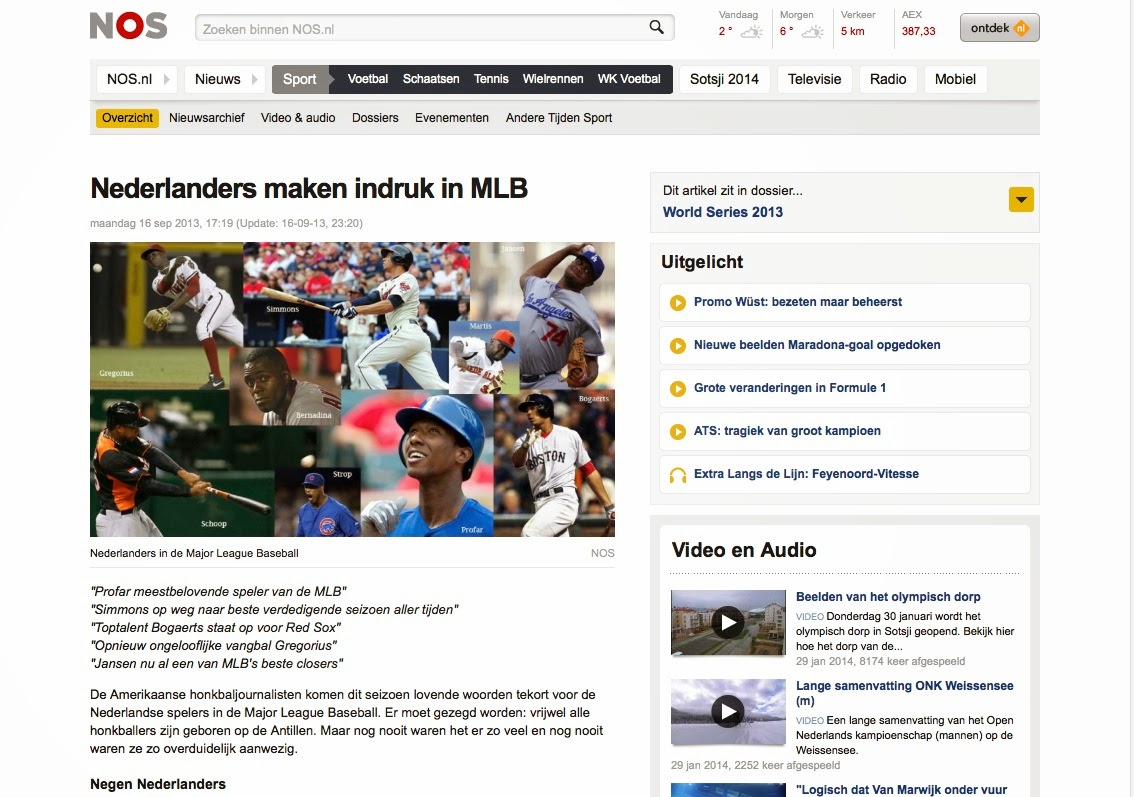 NOS
Zoeken binnen NOS.nl
Vandaag
2 °
Morgen
6 °
Verkeer
5 km
AEX
387,33
ontdek nl
NOS.nl
Nieuws
Sport
Voetbal
Schaatsen
Tennis
Wielrennen
WK Voetbal
Sotsji 2014
Televisie
Radio
Mobiel
Overzicht
Nieuwsarchief
Video & audio
Dossiers
Evenementen
Andere Tijden Sport
Nederlanders maken indruk in MLB
maandag 16 sep 2013, 17:19 (Update: 16-09-13, 23:20)
Gregorius
Simmons
Jansen
Los Angeles
74
Martis
Bernadina
Bogaerts
BOSTON
Schoop
Strop
Profar
Nederlanders in de Major League Baseball
NOS
"Profar meestbelovende speler van de MLB"
"Simmons op weg naar beste verdedigende seizoen aller tijden"
"Toptalent Bogaerts staat op voor Red Sox"
"Opnieuw ongelooflijke vangbal Gregorius"
"Jansen nu al een van MLB's beste closers"
De Amerikaanse honkbaljournalisten komen dit seizoen lovende woorden tekort voor de
Nederlandse spelers in de Major League Baseball. Er moet gezegd worden: vrijwel alle
honkballers zijn geboren op de Antillen. Maar nog nooit waren het er zo veel en nog nooit
waren ze zo overduidelijk aanwezig.
Negen Nederlanders
Dit artikel zit in dossier...
World Series 2013
Uitgelicht
Promo Wüst: bezeten maar beheerst
Nieuwe beelden Maradona-goal opgedoken
Grote veranderingen in Formule 1
ATS: tragiek van groot kampioen
Extra Langs de Lijn: Feyenoord-Vitesse
Video en Audio
Beelden van het olympisch dorp
VIDEO Donderdag 30 januari wordt het
olympisch dorp in Sotsji geopend. Bekijk hier
hoe het dorp van de...
29 jan 2014, 8174 keer afgespeeld
Lange samenvatting ONK Weissensee
(m)
VIDEO Een lange samenvatting van het Open
Nederlands kampioenschap (mannen) op de
Weissensee.
29 jan 2014, 2252 keer afgespeeld
"Logisch dat Van Marwijk onder vuur